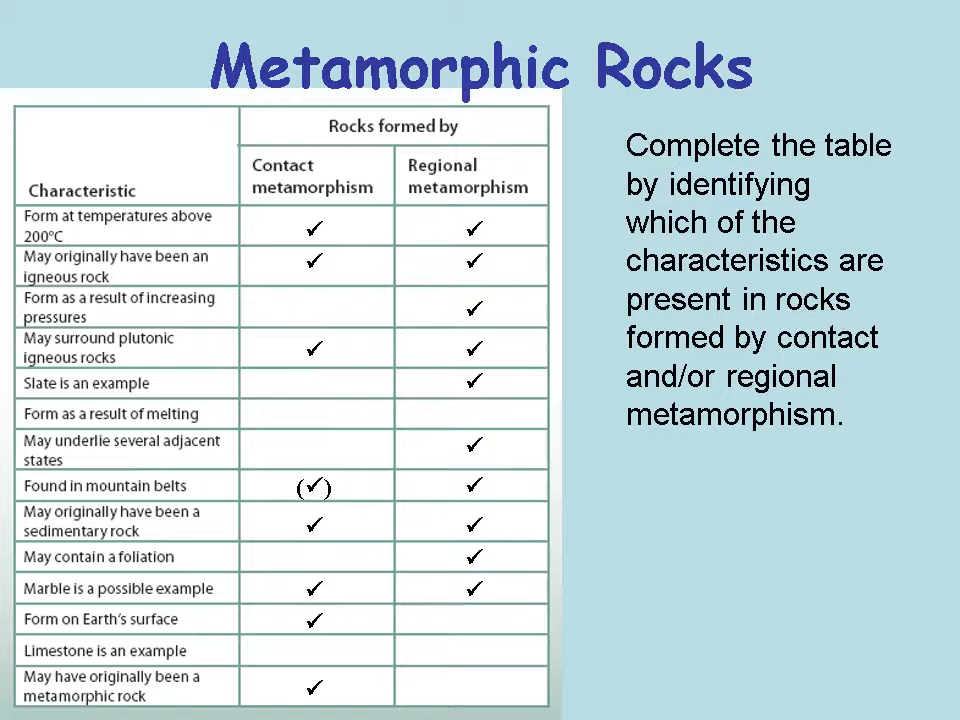 Metamorphic Rocks
Rocks formed by
Characteristic
Contact
metamorphism
Regional
metamorphism
Form at temperatures above
200°C
✓ ✓
May originally have been an
igneous rock
✓ ✓
Form as a result of increasing
pressures
✓
May surround plutonic
igneous rocks
✓ ✓
Slate is an example ✓
Form as a result of melting
May underlie several adjacent
states
✓
Found in mountain belts (✓) ✓
May originally have been a
sedimentary rock
✓ ✓
May contain a foliation ✓
Marble is a possible example ✓ ✓
Form on Earth's surface ✓
Limestone is an example
May have originally been a
metamorphic rock
✓
Complete the table
by identifying
which of the
characteristics are
present in rocks
formed by contact
and/or regional
metamorphism.